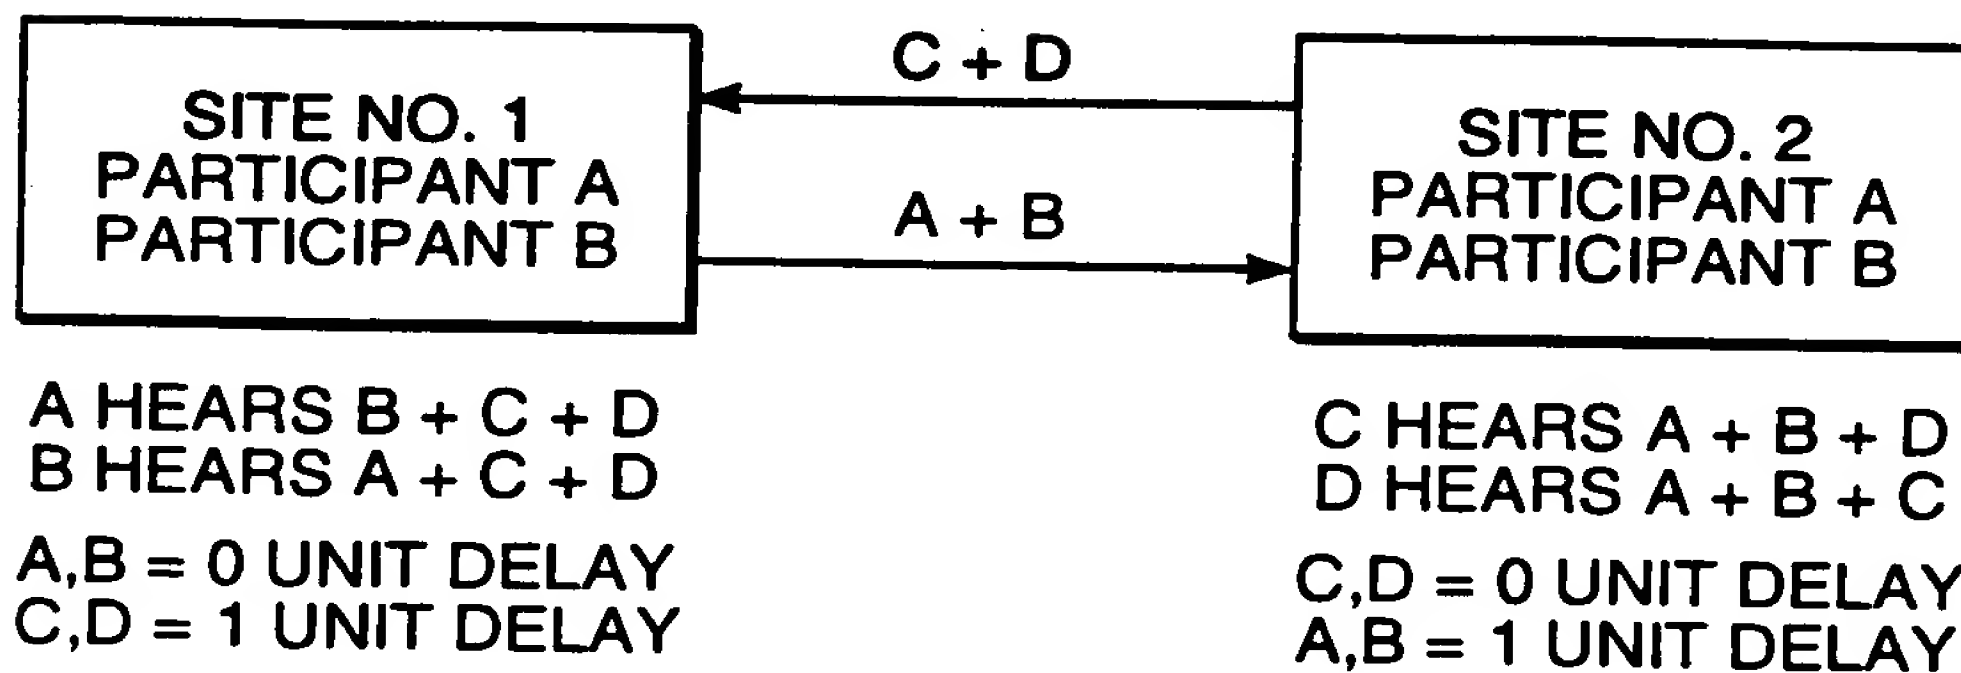 C + D
SITE NO. 1
PARTICIPANT A
PARTICIPANT B
A + B
SITE NO. 2
PARTICIPANT A
PARTICIPANT B
A HEARS B + C + D
B HEARS A + C + D
A,B = 0 UNIT DELAY
C,D = 1 UNIT DELAY
C HEARS A + B + D
D HEARS A + B + C
C,D = 0 UNIT DELAY
A,B = 1 UNIT DELAY